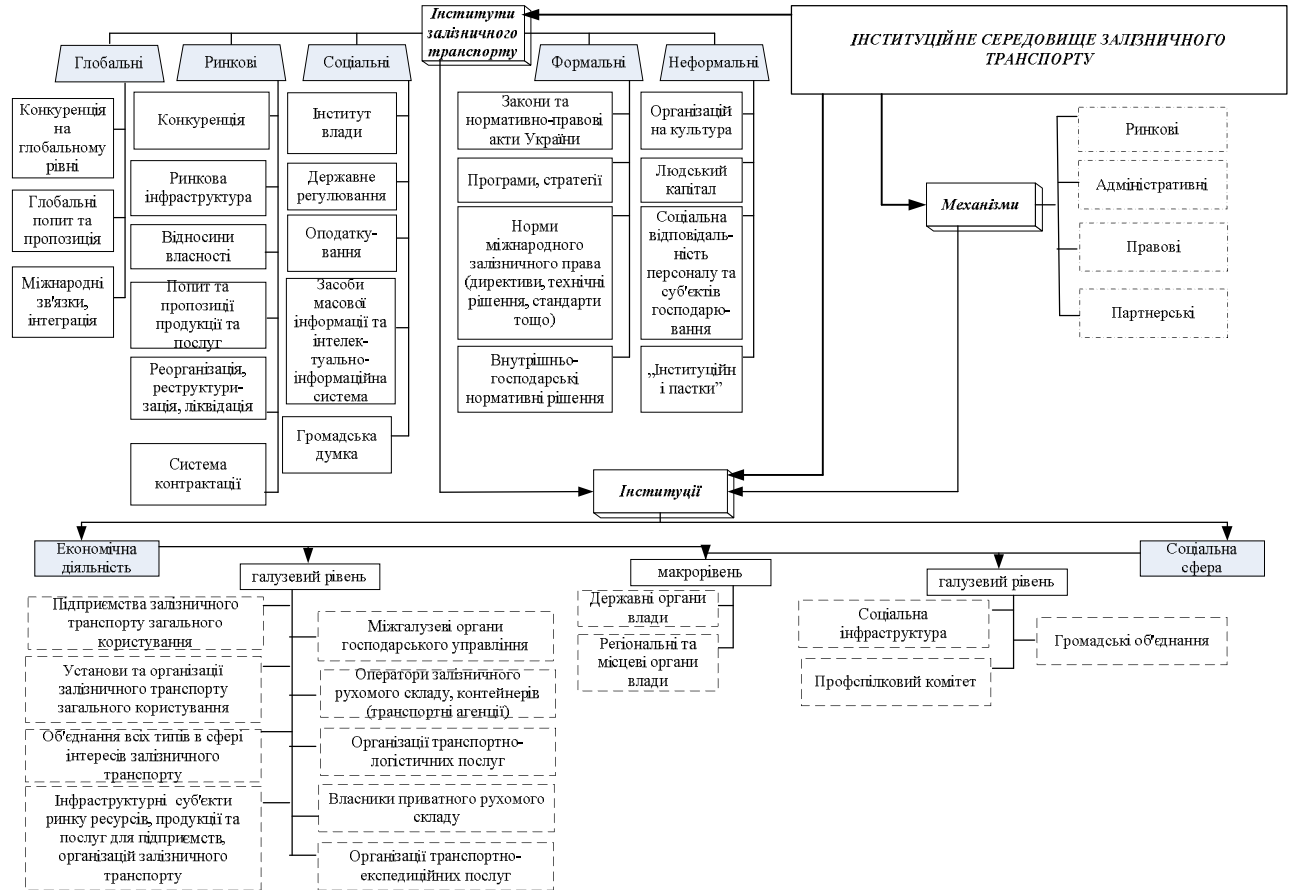 Інститути
залізничного
транспорту
ІНСТИТУЦІЙНЕ СЕРЕДОВИЩЕ ЗАЛІЗНИЧНОГО
ТРАНСПОРТУ
Глобальні
Ринкові
Соціальні
Формальні
Неформальні
Конкуренція
на
глобальному
рівні
Глобальні
попит та
пропозиція
Міжнародні
зв'язки,
інтеграція
Конкуренція
Ринкова
інфраструктура
Відносини
власності
Попит та
пропозиції
продукції та
послуг
Реорганізація,
реструктури-
зація, ліквідація
Система
контрактації
Інститут
влади
Державне
регулювання
Оподатку-
вання
Засоби
масової
інформації та
інтелек-
туально-
інформаційна
система
Громадська
думка
Закони та
нормативно-правові
акти України
Програми, стратегії
Норми
міжнародного
залізничного права
(директиви, технічні
рішення, стандарти
тощо)
Внутрішньо-
господарські
нормативні рішення
Організацій
на культура
Людський
капітал
Соціальна
відповідаль-
ність
персоналу та
суб'єктів
господарю-
вання
„Інституційн
і пастки”
Механізми
Ринкові
Адміністративні
Правові
Партнерські
Інституції
Економічна
діяльність
галузевий рівень
макрорівень
галузевий рівень
Соціальна
сфера
Підприємства залізничного
транспорту загального
користування
Установи та організації
залізничного транспорту
загального користування
Об'єднання всіх типів в сфері
інтересів залізничного
транспорту
Інфраструктурні суб'єкти
ринку ресурсів, продукції та
послуг для підприємств,
організацій залізничного
транспорту
Міжгалузеві органи
господарського управління
Оператори залізничного
рухомого складу, контейнерів
(транспортні агенції)
Організації транспортно-
логістичних послуг
Власники приватного рухомого
складу
Організації транспортно-
експедиційних послуг
Державні органи
влади
Регіональні та
місцеві органи
влади
Соціальна
інфраструктура
Профспілковий комітет
Громадські об'єднання